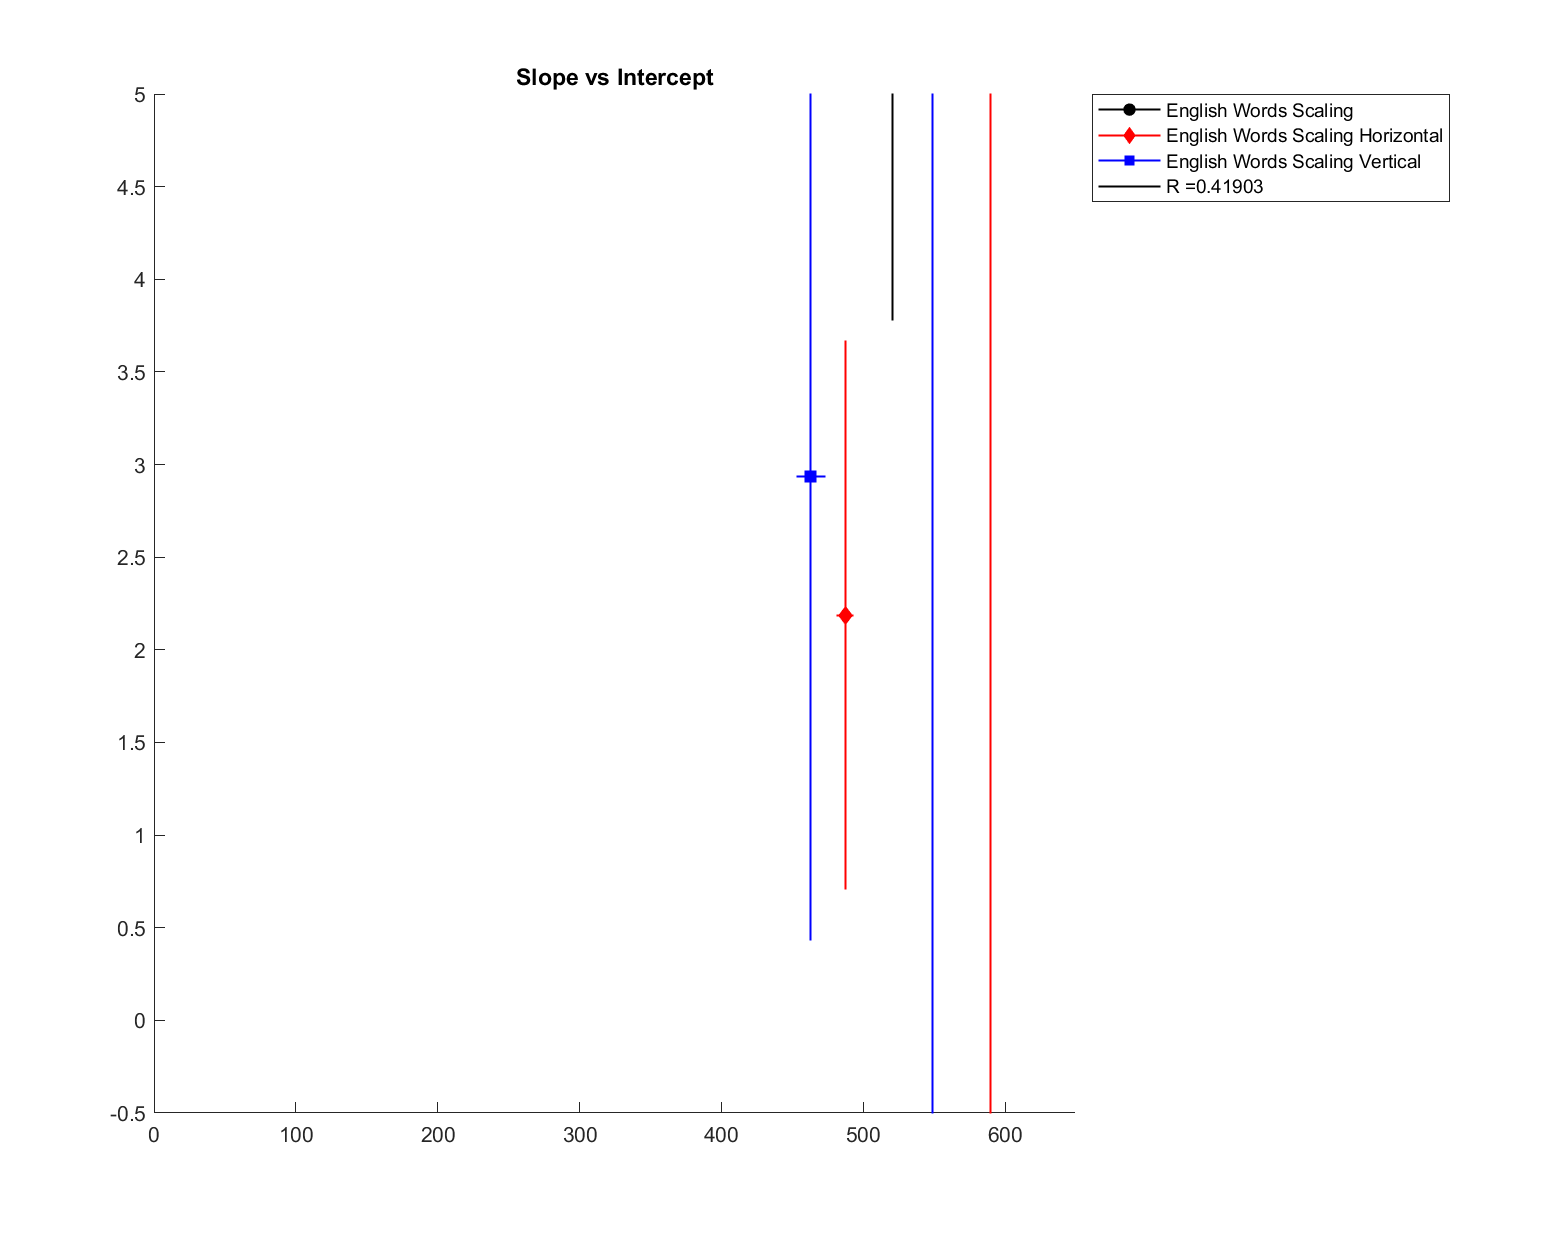 Slope vs Intercept
5
4.5
4
3.5
3
2.5
2
1.5
1
0.5
0
-0.5
0 100 200 300 400 500 600
English Words Scaling
English Words Scaling Horizontal
English Words Scaling Vertical
R =0.41903